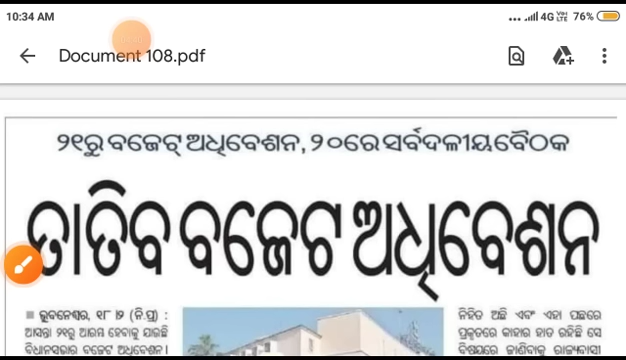 10:34 AM
4G VoLTE 76%
Document 108.pdf
୨୧ରୁ ବଜେଟ୍ ଅଧିବେଶନ, ୨୦ରେ ସର୍ବଦଳୀୟ ବୈଠକ
ତାତିବ ବଜେଟ ଅଧିବେଶନ
ଭୁବନେଶ୍ୱର, ୧୮।୨ (ନି.ପ୍ର) :
ଆସନ୍ତା ୨୧ରୁ ଆରମ୍ଭ ହେବାକୁ ଯାଉଛି
ବିଧାନସଭାର ବଜେଟ ଅଧିବେଶନ।
ନିହିତ ଅଛି ଏବଂ ଏହା ପଛରେ
ପ୍ରକୃତରେ କାହାର ହାତ ରହିଛି ସେ
ବିଷୟରେ ଜାଣିବାକୁ ରାଜ୍ୟବାସୀ